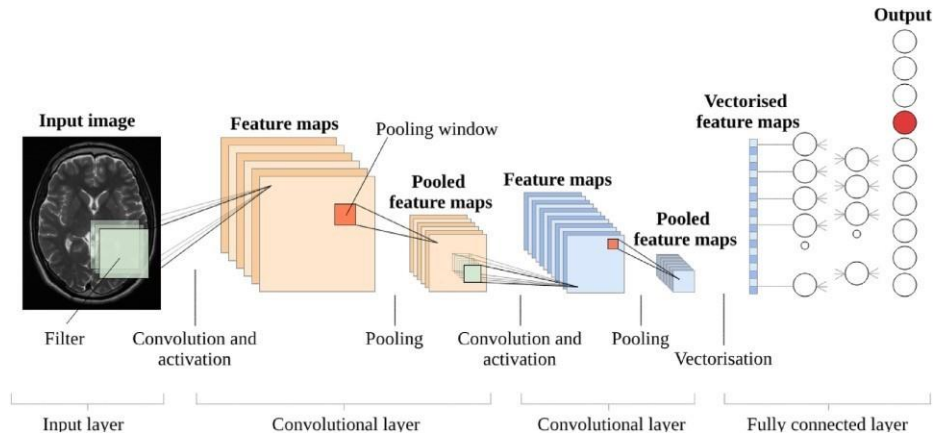 Output
Input image
Feature maps
Pooling window
Pooled
feature maps
Feature maps
Pooled
feature maps
Vectorised
feature maps
Filter
Convolution and
activation
Pooling
Convolution and
activation
Pooling
Vectorisation
Input layer
Convolutional layer
Convolutional layer
Fully connected layer